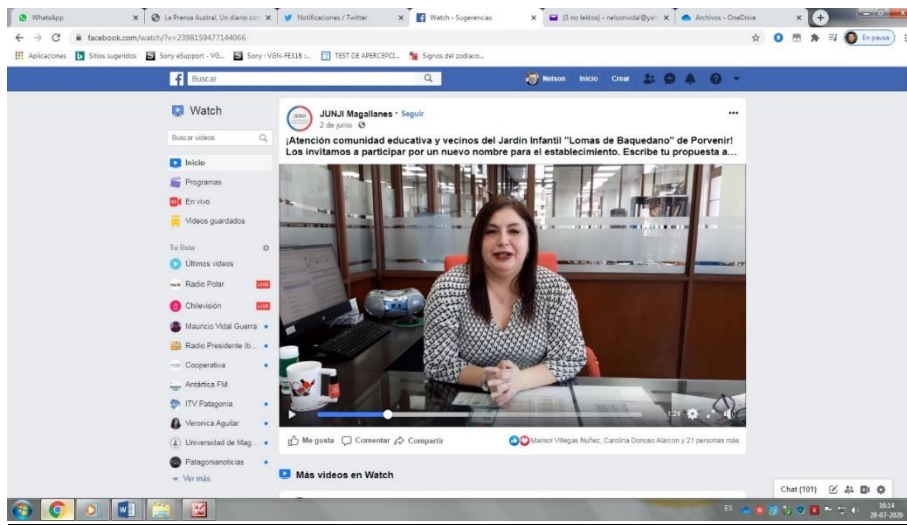 WhatsApp
La Prensa Austral, Un diario con
Notificaciones / Twitter
Watch - Sugerencias
(3 no leídos) - nelsonvidal@yah
Archivos - OneDrive
facebook.com/watch/?v=2398159477144066
En pausa
Aplicaciones
Sitios sugeridos
Sony eSupport - VG...
Sony : VGN-FE31B :...
TEST DE APERCEPCI...
Signos del zodiaco...
Buscar
Nelson
Inicio
Crear
Watch
Buscar videos
Inicio
Programas
En vivo
Videos guardados
Tu lista
Últimos videos
Radio Polar
LIVE
Chilevisión
LIVE
Mauricio Vidal Guerra
Radio Presidente Ib...
Cooperativa
Antártica FM
ITV Patagonia
Veronica Aguilar
Universidad de Mag...
Patagonianoticias
Ver más
JUNJI Magallanes · Seguir
2 de junio ·
¡Atención comunidad educativa y vecinos del Jardín Infantil "Lomas de Baquedano" de Porvenir!
Los invitamos a participar por un nuevo nombre para el establecimiento. Escribe tu propuesta a...
-1:24
Me gusta
Comentar
Compartir
Marisol Villegas Nuñez, Carolina Donoso Alarcon y 21 personas más
Más videos en Watch
Chat (101)
ES
16:14
28-07-2020